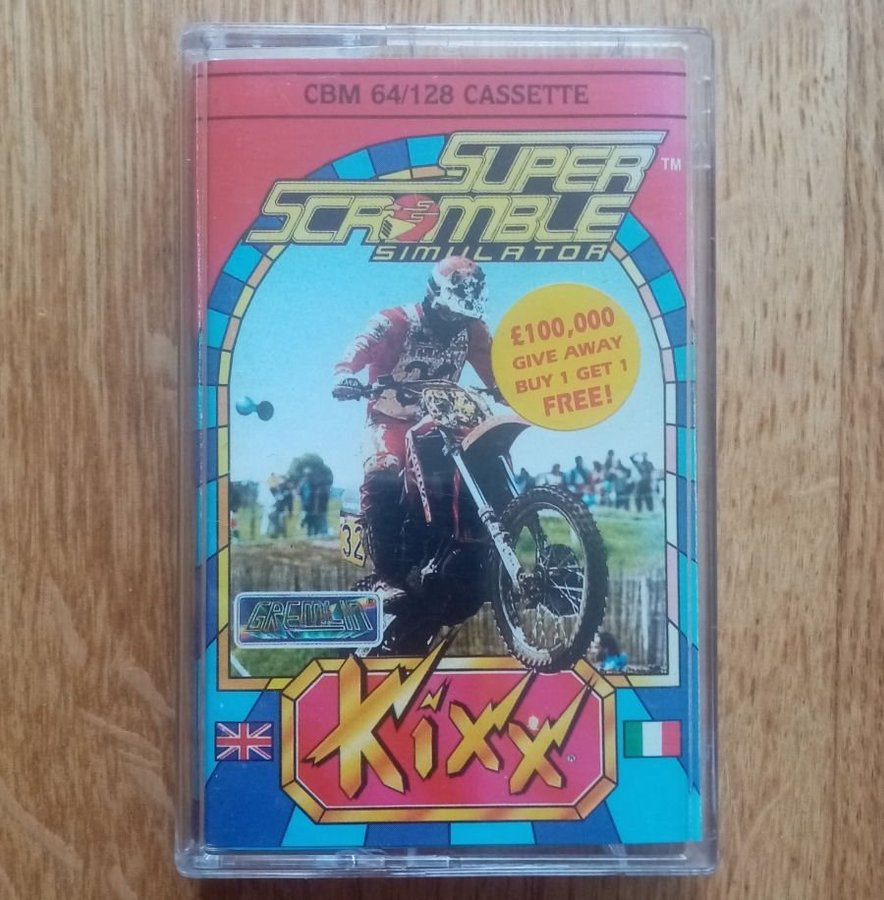 CBM 64/128 CASSETTE
SUPER
SCRAMBLE
TM
SIMULATOR
£100,000
GIVE AWAY
BUY 1 GET 1
FREE!
32
GREMLIN
Kixx